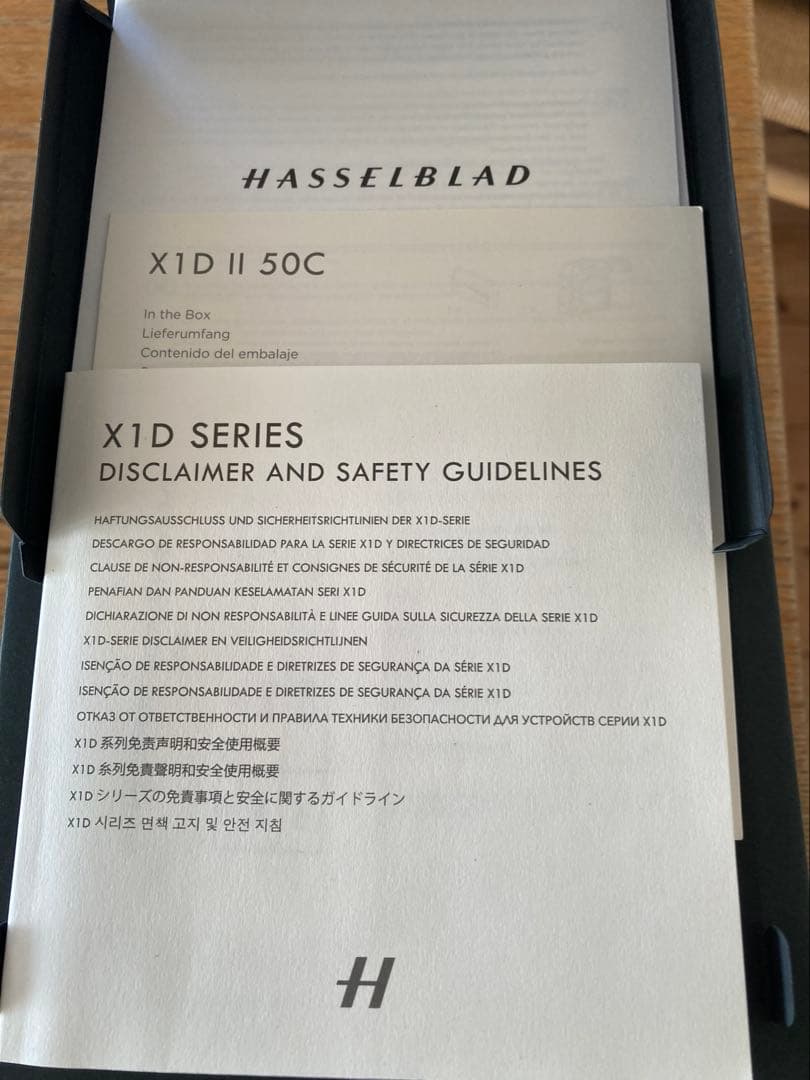 HASSELBLAD
X1D II 50C
In the Box
Lieferumfang
Contenido del embalaje
X1D SERIES
DISCLAIMER AND SAFETY GUIDELINES
HAFTUNGSAUSSCHLUSS UND SICHERHEITSRICHTLINIEN DER X1D-SERIE
DESCARGO DE RESPONSABILIDAD PARA LA SERIE X1D Y DIRECTRICES DE SEGURIDAD
CLAUSE DE NON-RESPONSABILITÉ ET CONSIGNES DE SÉCURITÉ DE LA SÉRIE X1D
PENAFIAN DAN PANDUAN KESELAMATAN SERI X1D
DICHIARAZIONE DI NON RESPONSABILITÀ E LINEE GUIDA SULLA SICUREZZA DELLA SERIE X1D
X1D-SERIE DISCLAIMER EN VEILIGHEIDSRICHTLIJNEN
ISENÇÃO DE RESPONSABILIDADE E DIRETRIZES DE SEGURANÇA DA SÉRIE X1D
ISENÇÃO DE RESPONSABILIDADE E DIRETRIZES DE SEGURANÇA DA SÉRIE X1D
ОТКАЗ ОТ ОТВЕТСТВЕННОСТИ И ПРАВИЛА ТЕХНИКИ БЕЗОПАСНОСТИ ДЛЯ УСТРОЙСТВ СЕРИИ X1D
X1D 系列免责声明和安全使用概要
X1D 系列免責聲明和安全使用概要
X1D シリーズの免責事項と安全に関するガイドライン
X1D 시리즈 면책 고지 및 안전 지침
H